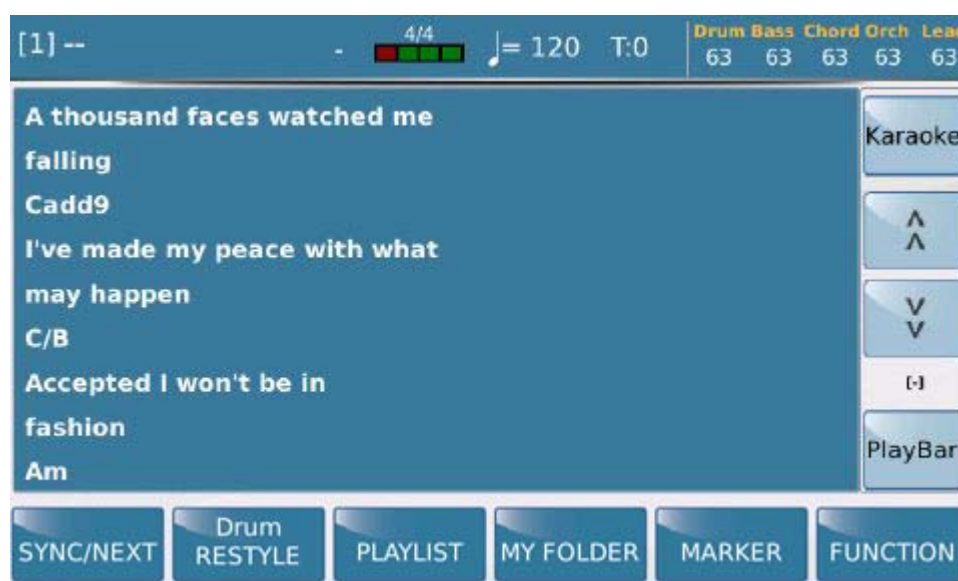 [1] -- - 4/4 ♩= 120 T:0 Drum Bass Chord Orch Lea
63 63 63 63 63
A thousand faces watched me
falling
Cadd9
I've made my peace with what
may happen
C/B
Accepted I won't be in
fashion
Am
Karaoke
^
^
v
v
[-]
PlayBar
SYNC/NEXT
Drum
RESTYLE
PLAYLIST
MY FOLDER
MARKER
FUNCTION